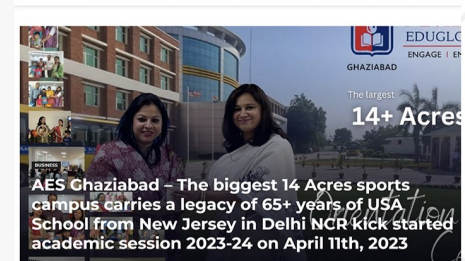 EDUGLO
ENGAGE | EN
GHAZIABAD
The largest
14+ Acres
BUSINESS
AES Ghaziabad – The biggest 14 Acres sports
campus carries a legacy of 65+ years of USA
School from New Jersey in Delhi NCR kick started
academic session 2023-24 on April 11th, 2023
Orientation